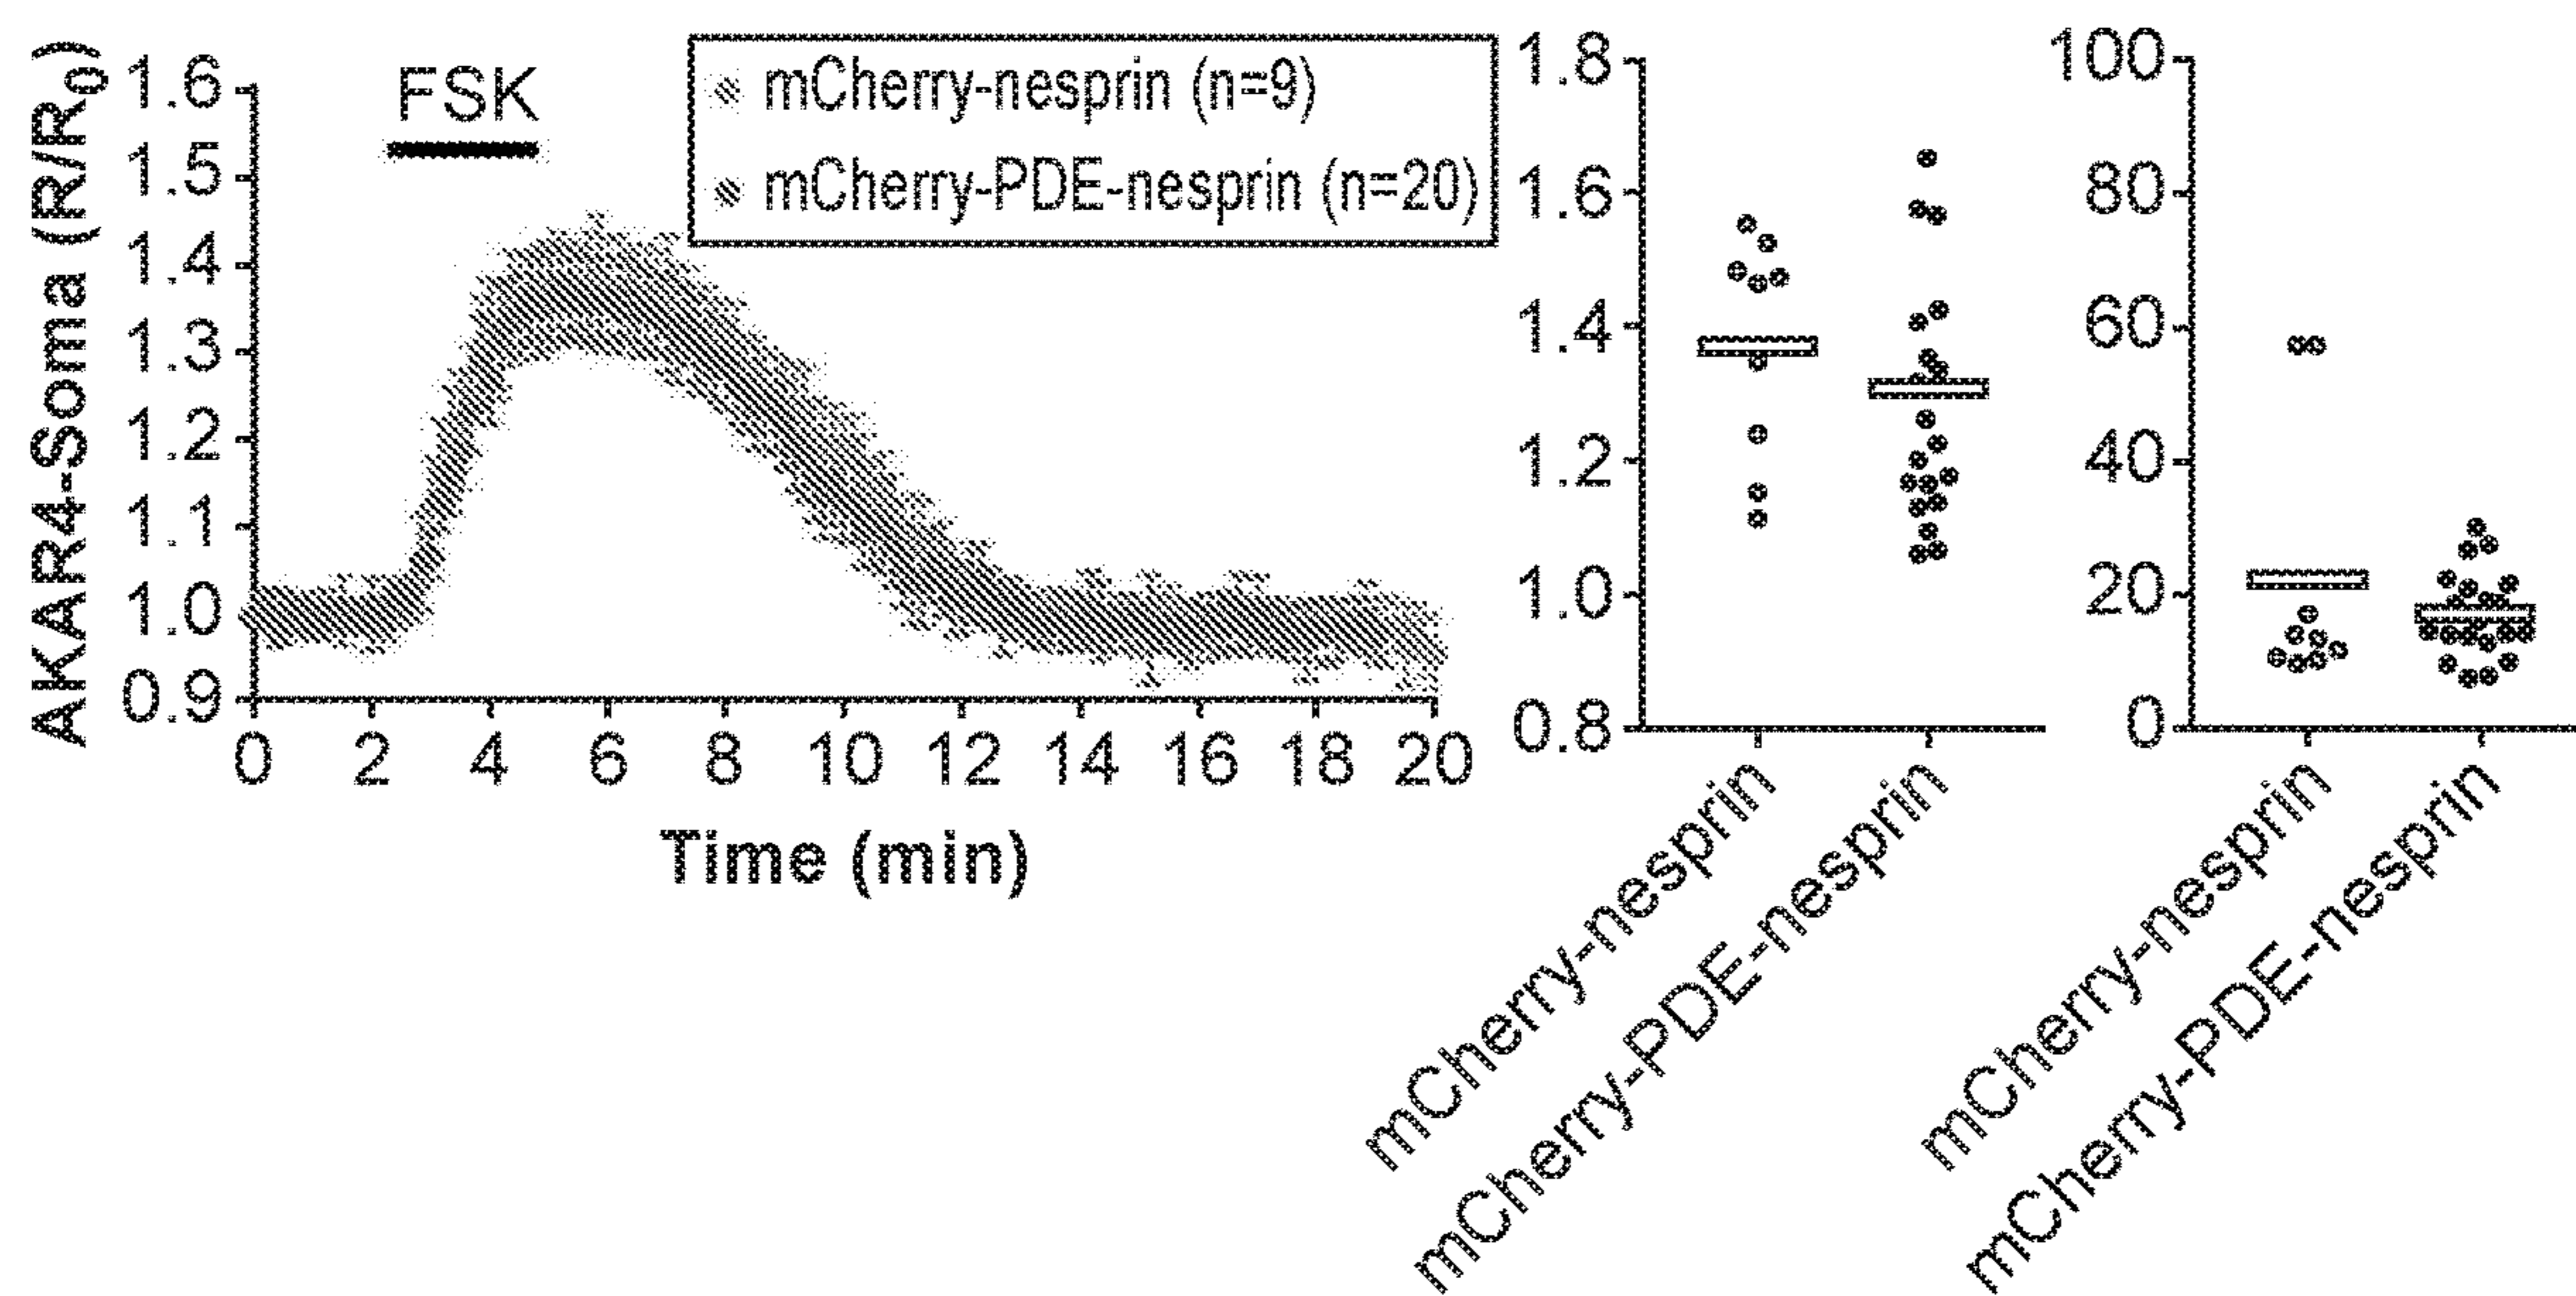 AKAR4-Soma (R/R0)
1.6
1.5
1.4
1.3
1.2
1.1
1.0
0.9
FSK
mCherry-nesprin (n=9)
mCherry-PDE-nesprin (n=20)
0 2 4 6 8 10 12 14 16 18 20
Time (min)
1.8
1.6
1.4
1.2
1.0
0.8
mCherry-nesprin
mCherry-PDE-nesprin
100
80
60
40
20
0
mCherry-nesprin
mCherry-PDE-nesprin